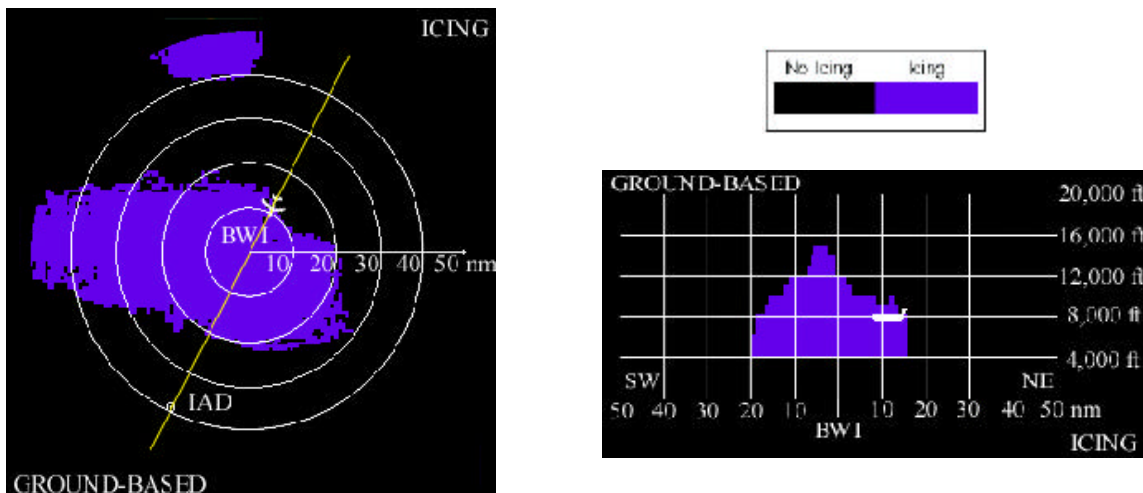 ICING
BWI
10 20 30 40 50 nm
IAD
GROUND-BASED
No Icing Icing
GROUND-BASED
20,000 ft
16,000 ft
12,000 ft
8,000 ft
4,000 ft
SW NE
50 40 30 20 10 10 20 30 40 50 nm
BWI
ICING